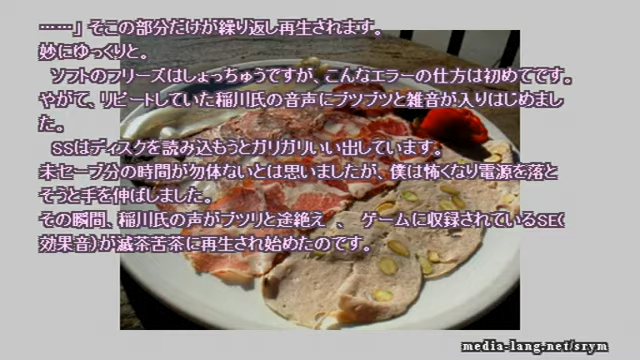 ……」 そこの部分だけが繰り返し再生されます。
妙にゆっくりと。
　ソフトのフリーズはしょっちゅうですが、こんなエラーの仕方は初めてです。
やがて、リピートしていた稲川氏の音声にブツブツと雑音が入りはじめまし
た。
　SSはディスクを読み込もうとガリガリいい出しています。
未セーブ分の時間が勿体ないとは思いましたが、僕は怖くなり電源を落と
そうと手を伸ばしました。
その瞬間、稲川氏の声がブツリと途絶え 、 ゲームに収録されているSE(
効果音)が滅茶苦茶に再生され始めたのです。
media-lang-net/srym